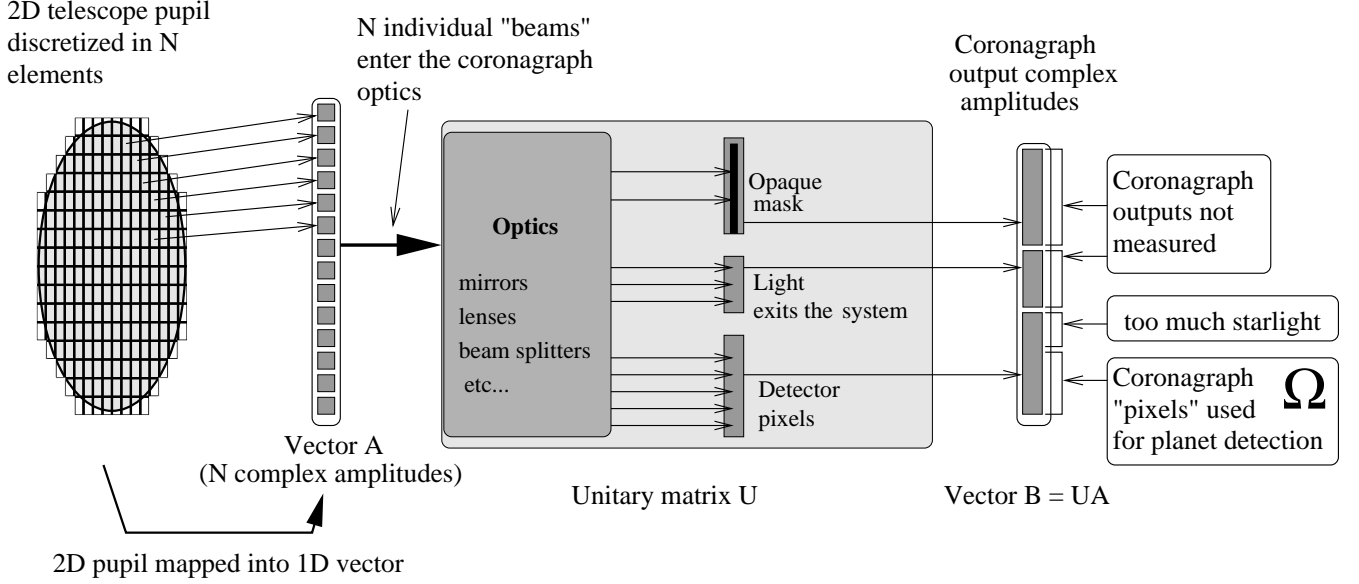 2D telescope pupil
discretized in N
elements
N individual "beams"
enter the coronagraph
optics
Coronagraph
output complex
amplitudes
Optics
mirrors
lenses
beam splitters
etc...
Opaque
mask
Light
exits the system
Detector
pixels
Coronagraph
outputs not
measured
too much starlight
Coronagraph
"pixels" used
for planet detection
Ω
Vector A
(N complex amplitudes)
Unitary matrix U
Vector B = UA
2D pupil mapped into 1D vector